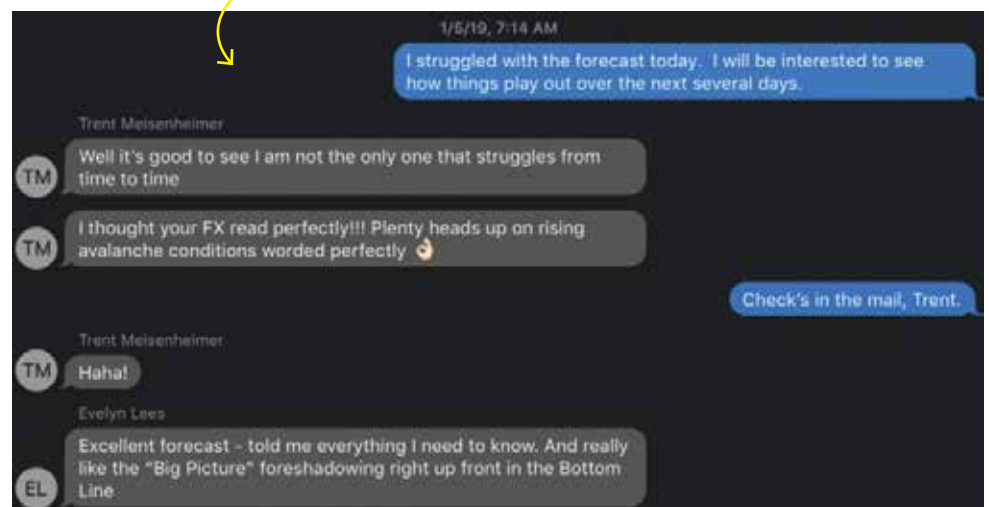 1/5/19, 7:14 AM
I struggled with the forecast today. I will be interested to see
how things play out over the next several days.
Trent Meisenheimer
Well it's good to see I am not the only one that struggles from
time to time
TM
I thought your FX read perfectly!!! Plenty heads up on rising
avalanche conditions worded perfectly 👌🏻
TM
Check's in the mail, Trent.
Trent Meisenheimer
Haha!
TM
Evelyn Lees
Excellent forecast - told me everything I need to know. And really
like the "Big Picture" foreshadowing right up front in the Bottom
Line
EL